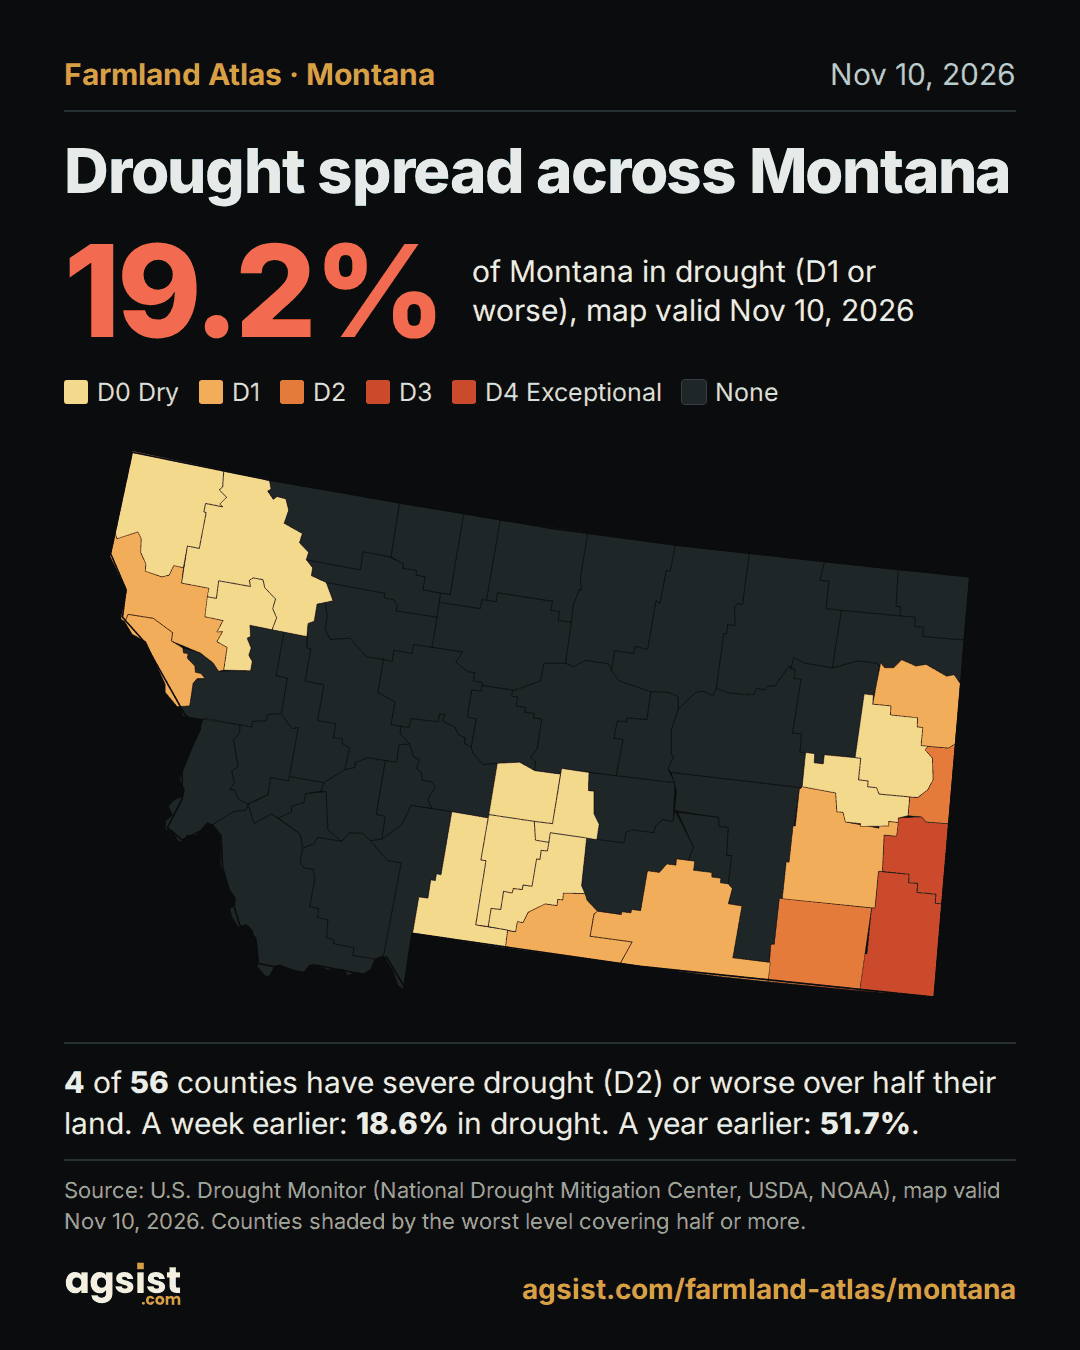 Farmland Atlas · Montana
Nov 10, 2026
Drought spread across Montana
19.2%
of Montana in drought (D1 or
worse), map valid Nov 10, 2026
D0 Dry D1 D2 D3 D4 Exceptional None
4 of 56 counties have severe drought (D2) or worse over half their
land. A week earlier: 18.6% in drought. A year earlier: 51.7%.
Source: U.S. Drought Monitor (National Drought Mitigation Center, USDA, NOAA), map valid
Nov 10, 2026. Counties shaded by the worst level covering half or more.
agsist
.com
agsist.com/farmland-atlas/montana